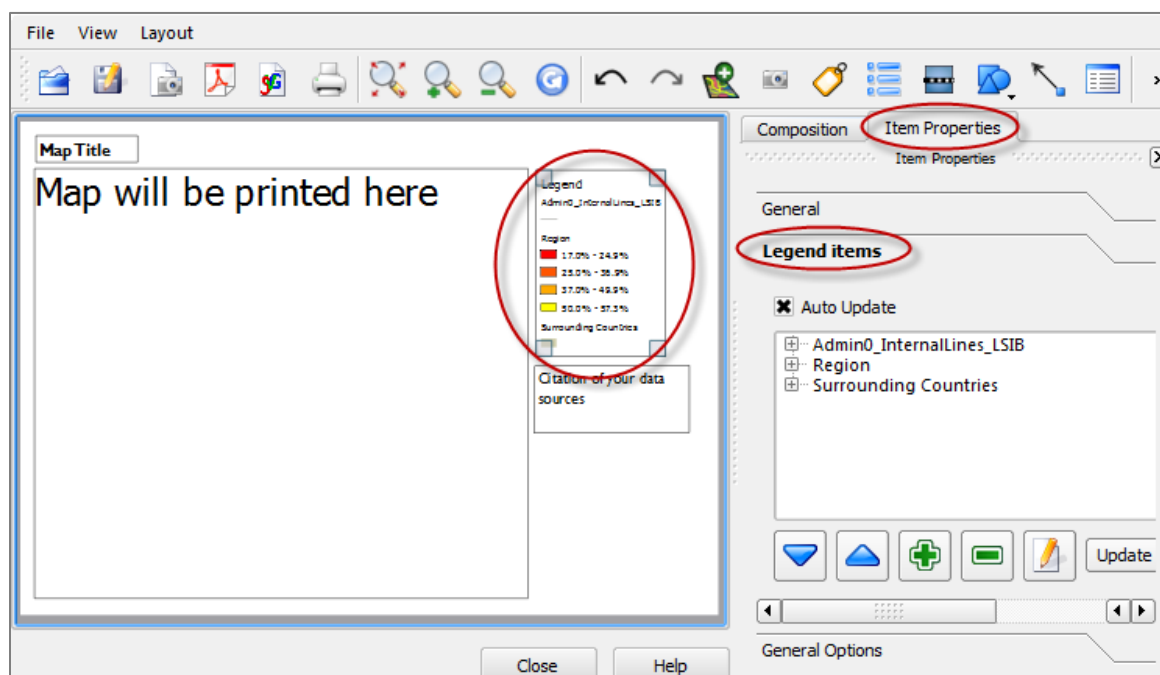 File View Layout
Map Title
Map will be printed here
Legend
Admin0_InternalLines_LSIB
Region
17.0% - 24.9%
25.0% - 36.9%
37.0% - 49.9%
50.0% - 57.3%
Surrounding Countries
Citation of your data
sources
Close Help
Composition Item Properties
Item Properties
General
Legend items
Auto Update
Admin0_InternalLines_LSIB
Region
Surrounding Countries
Update
General Options